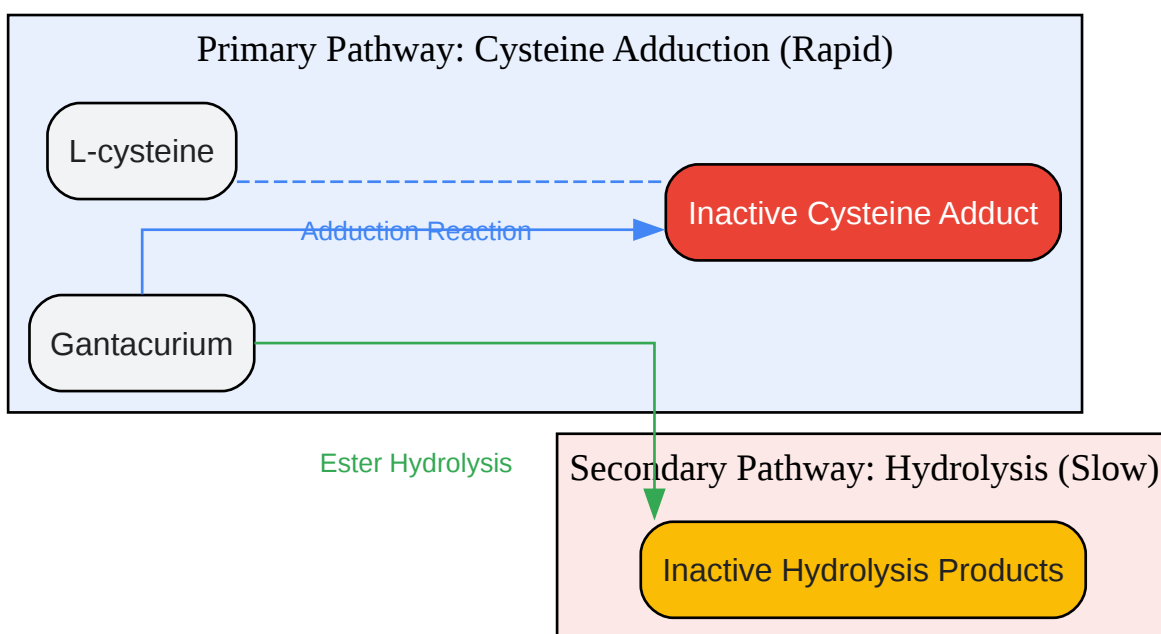 Primary Pathway: Cysteine Adduction (Rapid)
L-cysteine
Inactive Cysteine Adduct
Adduction Reaction
Gantacurium
Ester Hydrolysis
Secondary Pathway: Hydrolysis (Slow)
Inactive Hydrolysis Products